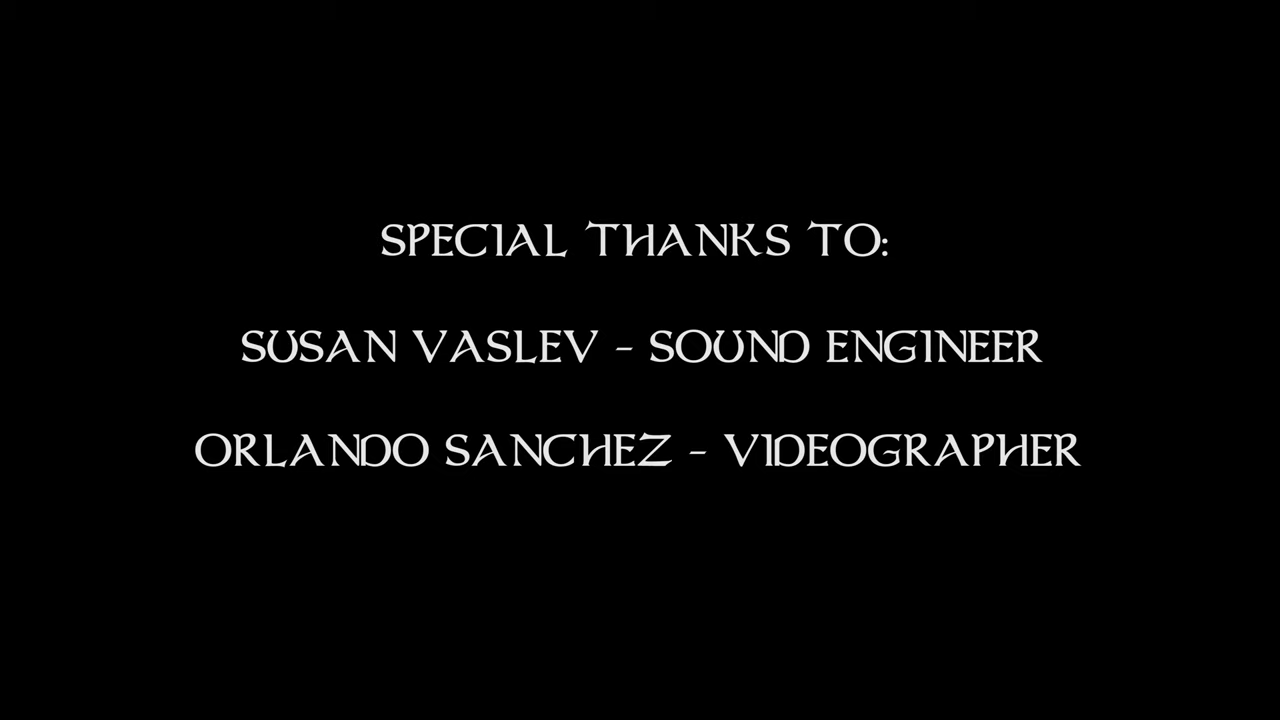 SPECIAL THANKS TO:
SUSAN VASLEV - SOUND ENGINEER
ORLANDO SANCHEZ - VIDEOGRAPHER